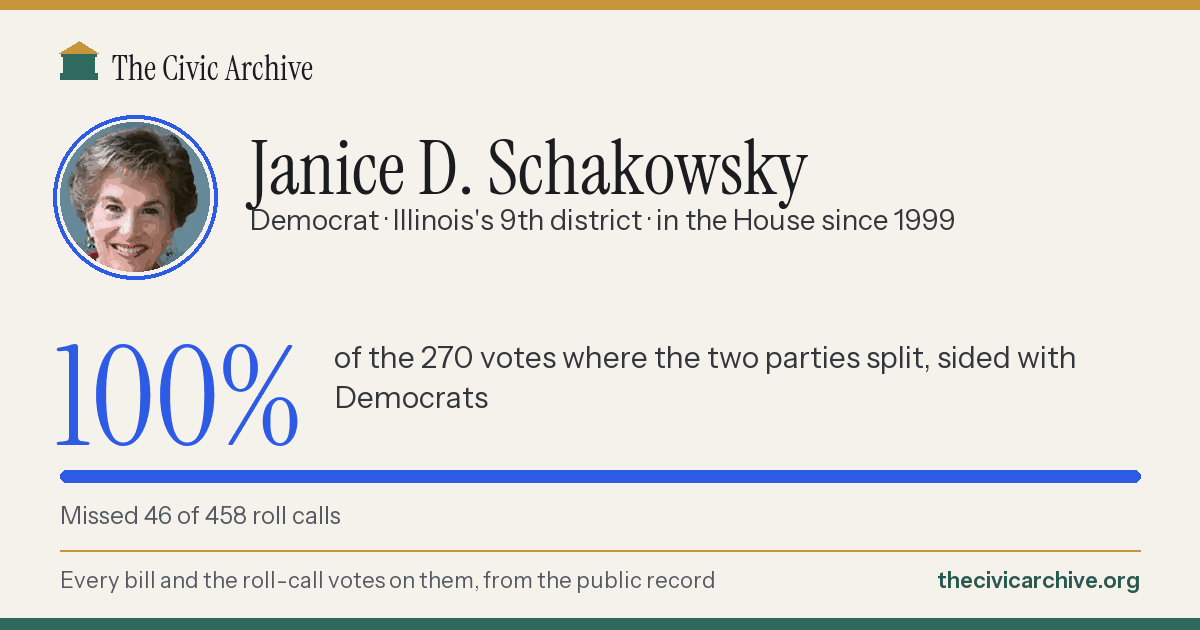 The Civic Archive
Janice D. Schakowsky
Democrat · Illinois's 9th district · in the House since 1999
100%
of the 270 votes where the two parties split, sided with
Democrats
Missed 46 of 458 roll calls
Every bill and the roll-call votes on them, from the public record
thecivicarchive.org